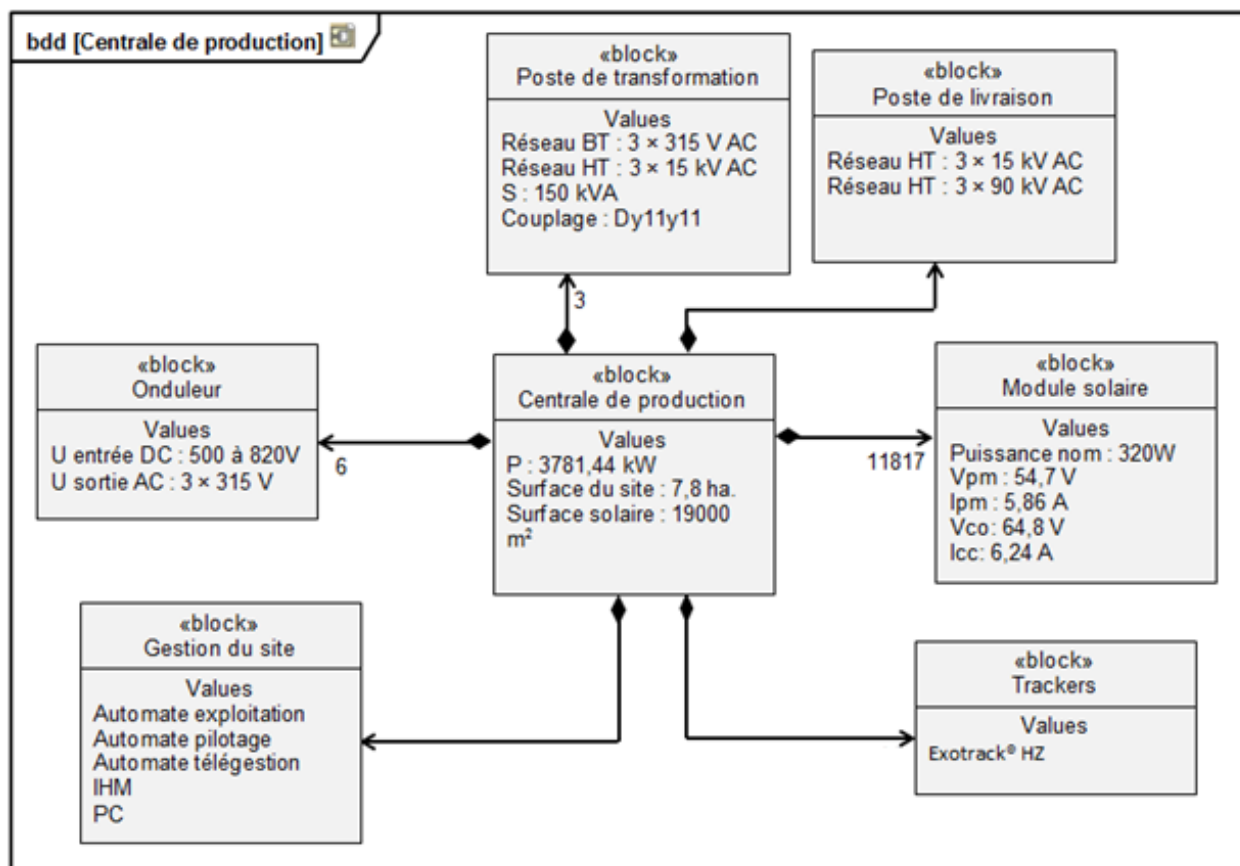 bdd [Centrale de production]
«block»
Poste de transformation
Values
Réseau BT : 3 × 315 V AC
Réseau HT : 3 × 15 kV AC
S : 150 kVA
Couplage : Dy11y11
«block»
Poste de livraison
Values
Réseau HT : 3 × 15 kV AC
Réseau HT : 3 × 90 kV AC
3
«block»
Onduleur
Values
U entrée DC : 500 à 820V
U sortie AC : 3 × 315 V
6
«block»
Centrale de production
Values
P : 3781,44 kW
Surface du site : 7,8 ha.
Surface solaire : 19000
m²
11817
«block»
Module solaire
Values
Puissance nom : 320W
Vpm : 54,7 V
Ipm : 5,86 A
Vco: 64,8 V
Icc: 6,24 A
«block»
Gestion du site
Values
Automate exploitation
Automate pilotage
Automate télégestion
IHM
PC
«block»
Trackers
Values
Exotrack® HZ